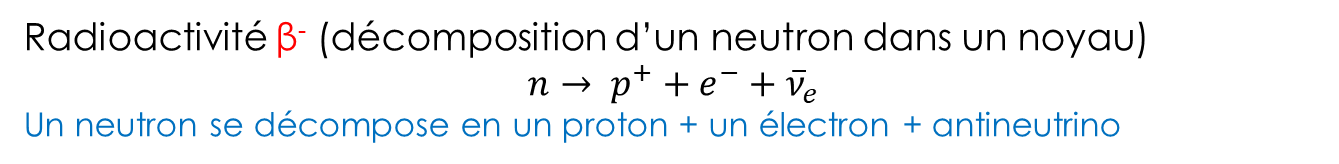 Radioactivité β⁻ (décomposition d’un neutron dans un noyau)
n → p⁺ + e⁻ + ν̄ₑ
Un neutron se décompose en un proton + un électron + antineutrino